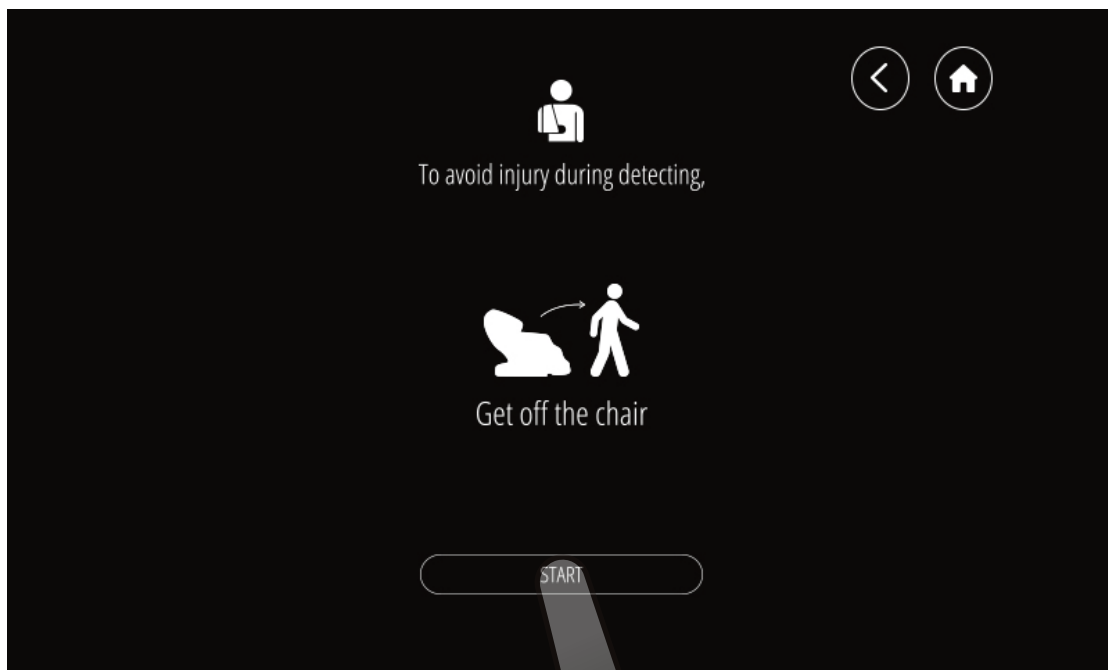 To avoid injury during detecting,
Get off the chair
START